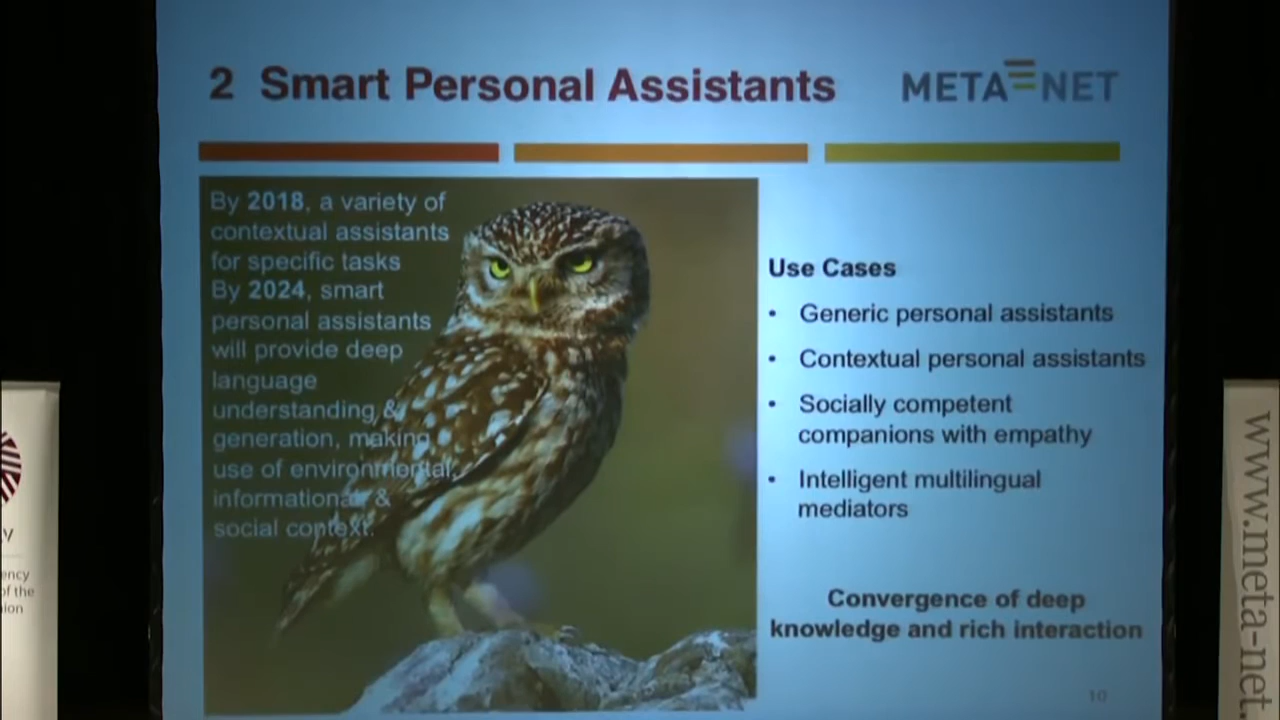 2 Smart Personal Assistants
META NET
By 2018, a variety of
contextual assistants
for specific tasks
By 2024, smart
personal assistants
will provide deep
language
understanding &
generation, making
use of environmental,
informational &
social context.
Use Cases
• Generic personal assistants
• Contextual personal assistants
• Socially competent
companions with empathy
• Intelligent multilingual
mediators
Convergence of deep
knowledge and rich interaction
10
www.meta-net.
of the